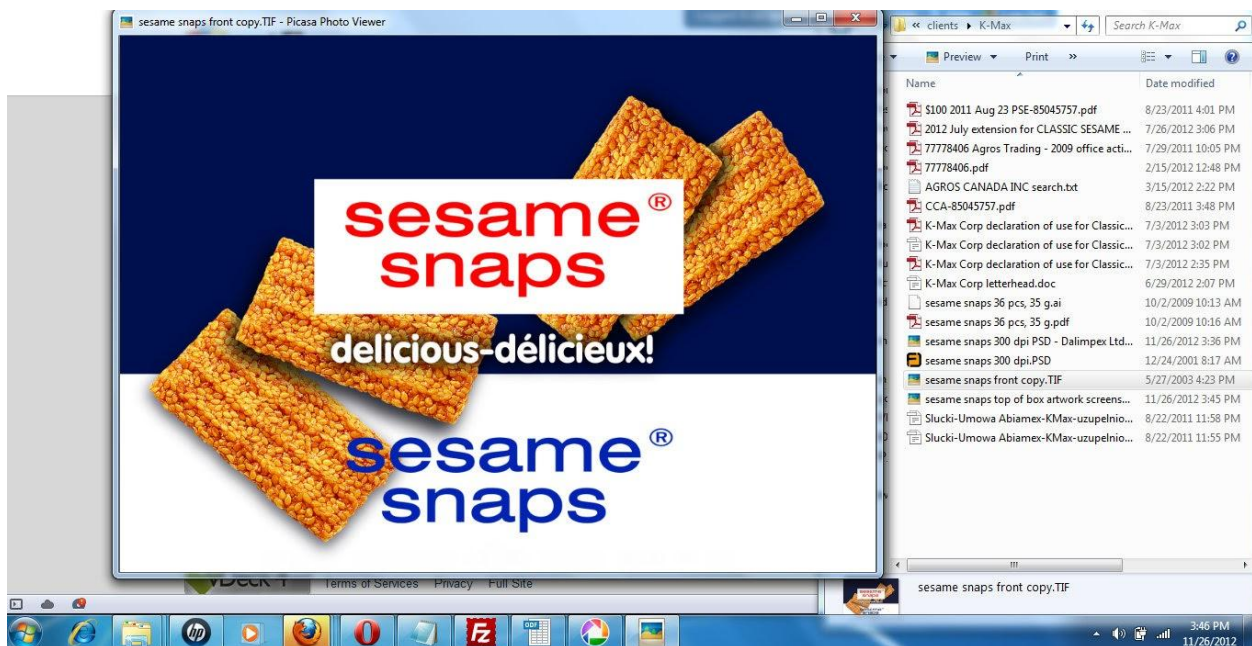 sesame snaps front copy.TIF - Picasa Photo Viewer
sesame ®
snaps
delicious-délicieux!
sesame ®
snaps
Terms of Services Privacy Full Site
« clients K-Max
Search K-Max
Preview Print »
Name Date modified
$100 2011 Aug 23 PSE-85045757.pdf 8/23/2011 4:01 PM
2012 July extension for CLASSIC SESAME ... 7/26/2012 3:06 PM
77778406 Agros Trading - 2009 office acti... 7/29/2011 10:05 PM
77778406.pdf 2/15/2012 12:48 PM
AGROS CANADA INC search.txt 3/15/2012 2:22 PM
CCA-85045757.pdf 8/23/2011 3:48 PM
K-Max Corp declaration of use for Classic... 7/3/2012 3:03 PM
K-Max Corp declaration of use for Classic... 7/3/2012 3:02 PM
K-Max Corp declaration of use for Classic... 7/3/2012 2:35 PM
K-Max Corp letterhead.doc 6/29/2012 2:07 PM
sesame snaps 36 pcs, 35 g.ai 10/2/2009 10:13 AM
sesame snaps 36 pcs, 35 g.pdf 10/2/2009 10:16 AM
sesame snaps 300 dpi PSD - Dalimpex Ltd... 11/26/2012 3:36 PM
sesame snaps 300 dpi.PSD 12/24/2001 8:17 AM
sesame snaps front copy.TIF 5/27/2003 4:23 PM
sesame snaps top of box artwork screens... 11/26/2012 3:45 PM
Slucki-Umowa Abiamex-KMax-uzupelnio... 8/22/2011 11:58 PM
Slucki-Umowa Abiamex-KMax-uzupelnio... 8/22/2011 11:55 PM
sesame snaps front copy.TIF
hp
Fz
ODF
3:46 PM
11/26/2012